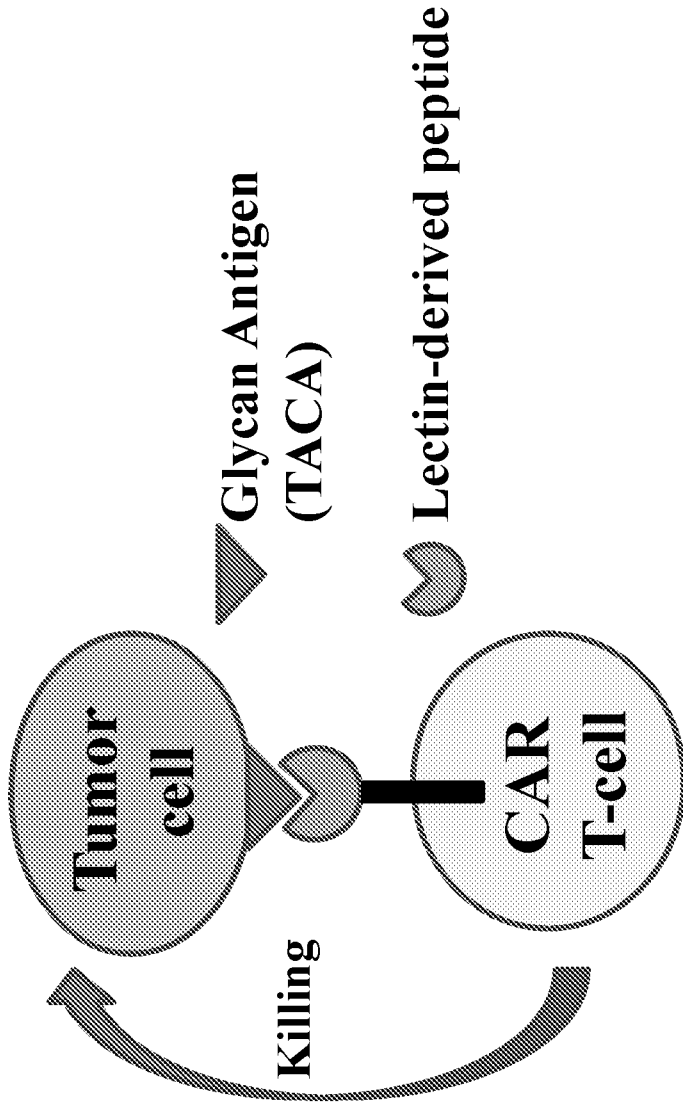 Killing
Tumor
cell
CAR
T-cell
Glycan Antigen
(TACA)
Lectin-derived peptide